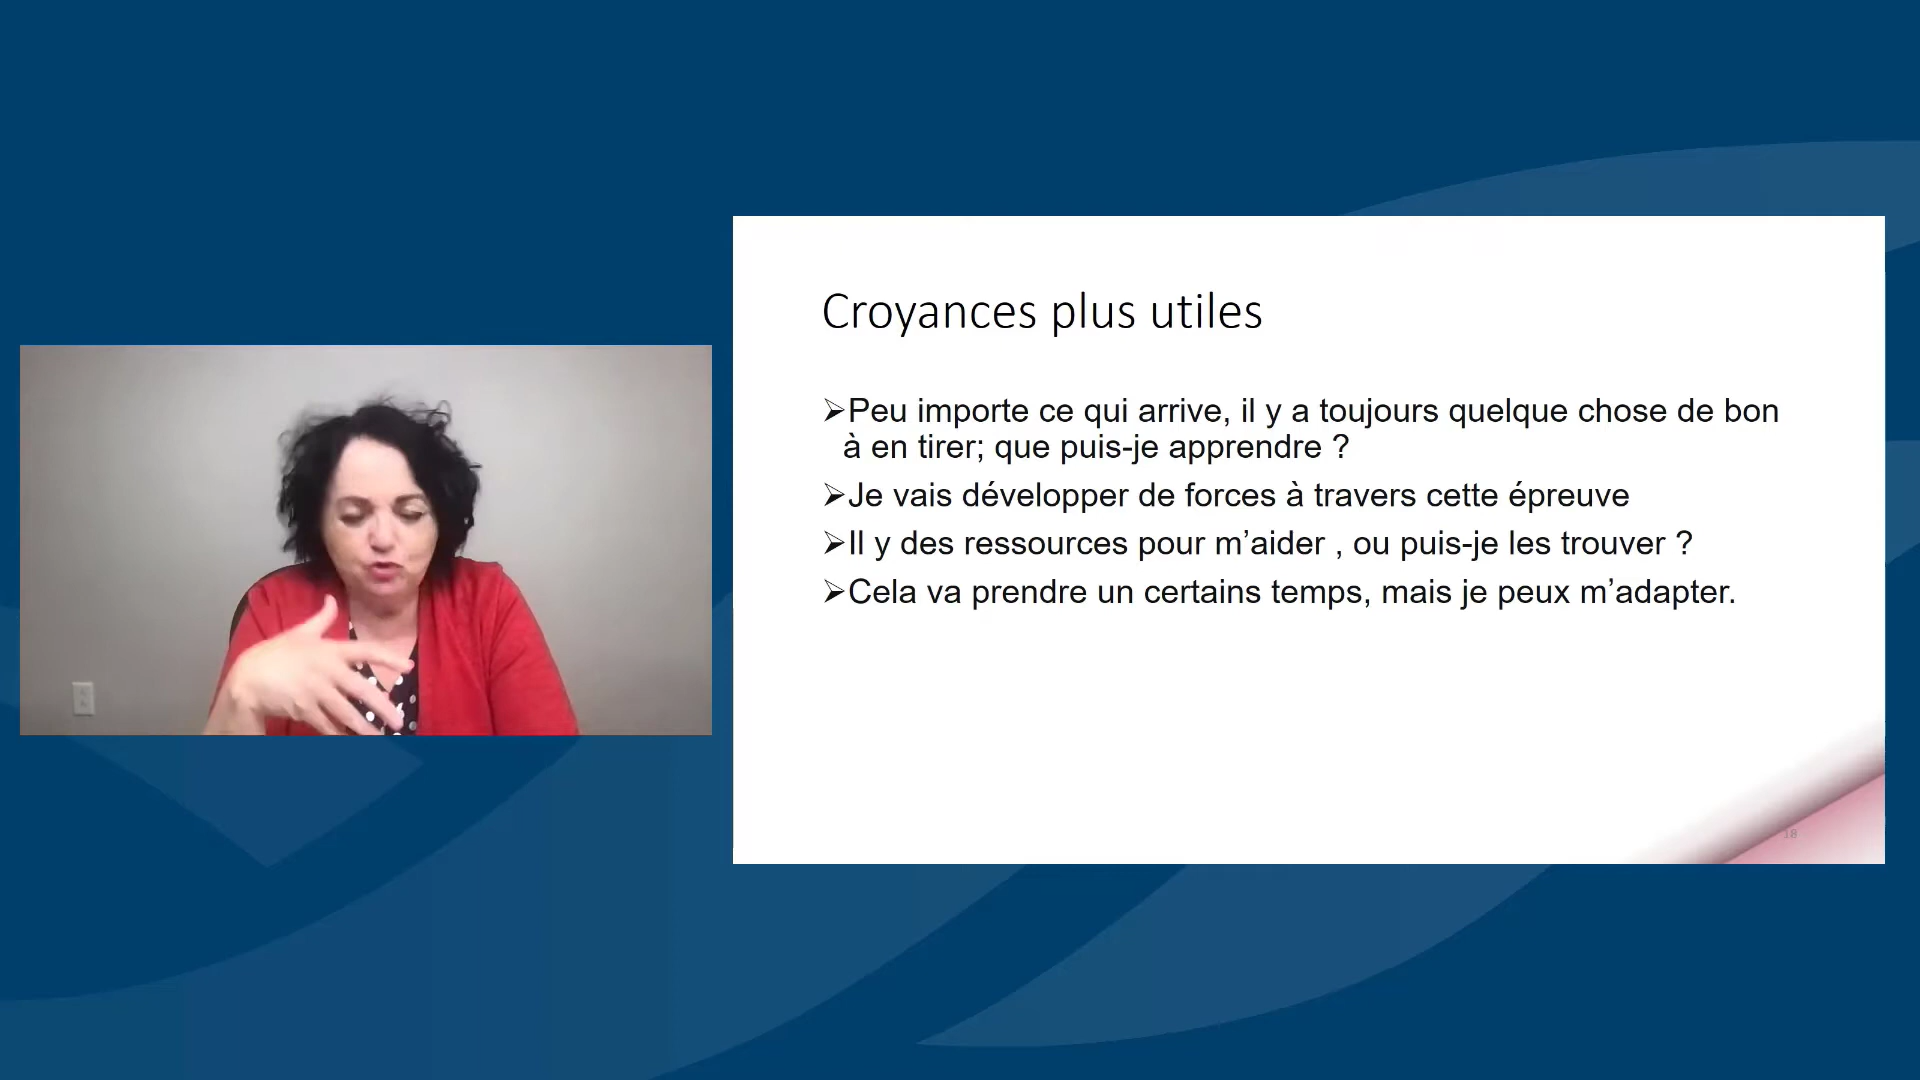 Croyances plus utiles
➢Peu importe ce qui arrive, il y a toujours quelque chose de bon
à en tirer; que puis-je apprendre ?
➢Je vais développer de forces à travers cette épreuve
➢Il y des ressources pour m’aider , ou puis-je les trouver ?
➢Cela va prendre un certains temps, mais je peux m’adapter.
18